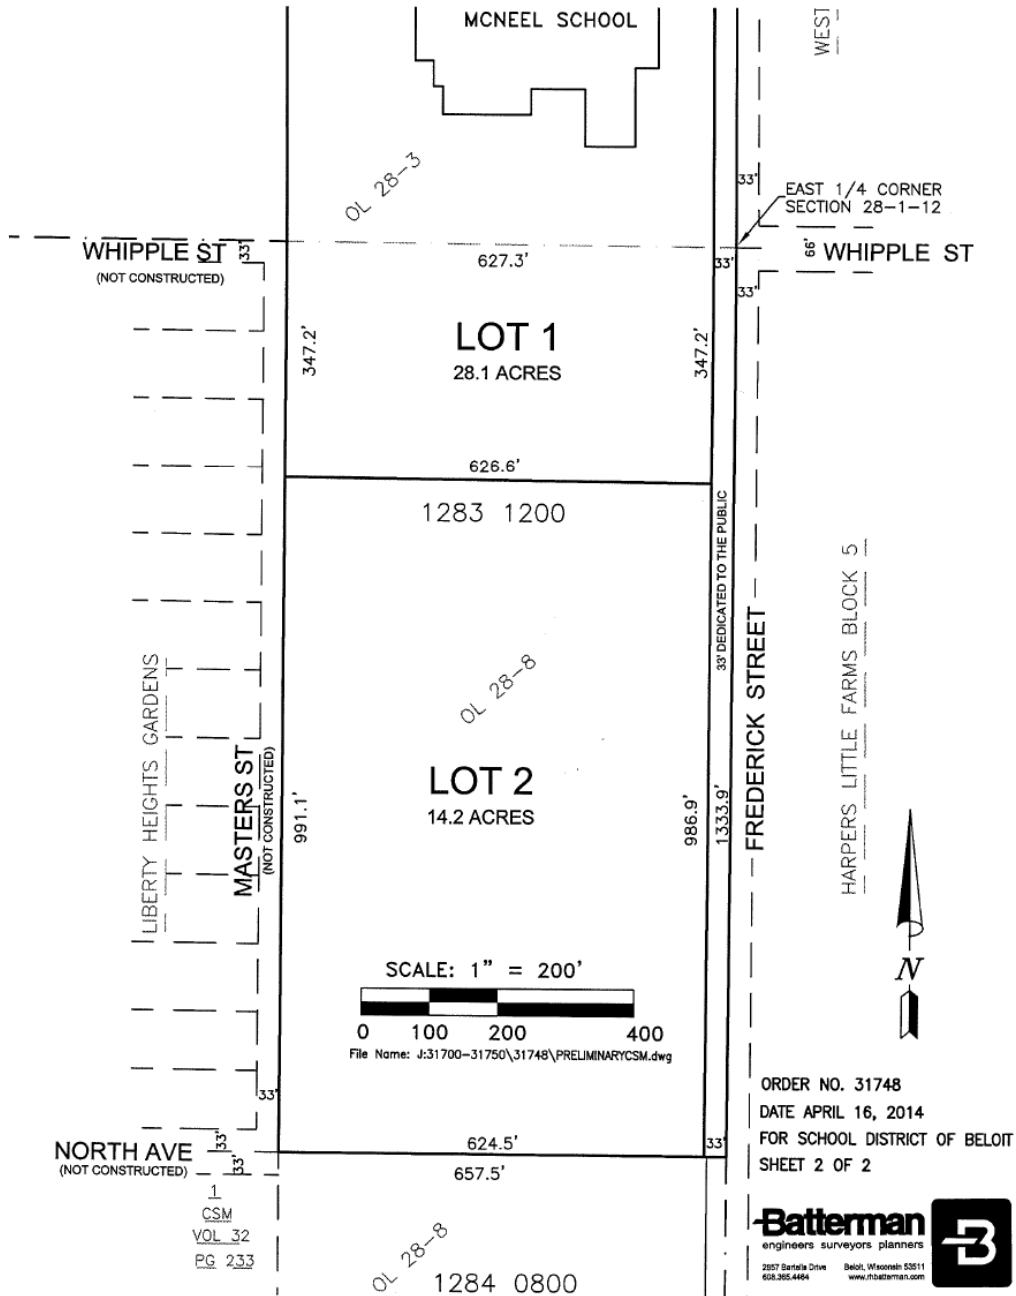 MCNEEL SCHOOL
WEST
OL 28-3
33'
EAST 1/4 CORNER
SECTION 28-1-12
WHIPPLE ST
(NOT CONSTRUCTED)
33'
627.3'
33'
66'
WHIPPLE ST
33'
LOT 1
28.1 ACRES
347.2'
347.2'
626.6'
1283 1200
33' DEDICATED TO THE PUBLIC
OL 28-8
LIBERTY HEIGHTS GARDENS
MASTERS ST
(NOT CONSTRUCTED)
991.1'
LOT 2
14.2 ACRES
986.9'
1333.9'
FREDERICK STREET
HARPERS LITTLE FARMS BLOCK 5
N
SCALE: 1" = 200'
0 100 200 400
File Name: J:31700-31750\31748\PRELIMINARYCSM.dwg
33'
NORTH AVE
(NOT CONSTRUCTED)
33'
33'
624.5'
33'
657.5'
1
CSM
VOL 32
PG 233
OL 28-8
1284 0800
ORDER NO. 31748
DATE APRIL 16, 2014
FOR SCHOOL DISTRICT OF BELOIT
SHEET 2 OF 2
Batterman
engineers surveyors planners
2857 Bartells Drive Beloit, Wisconsin 53511
608.365.4464 www.rhbatterman.com
B